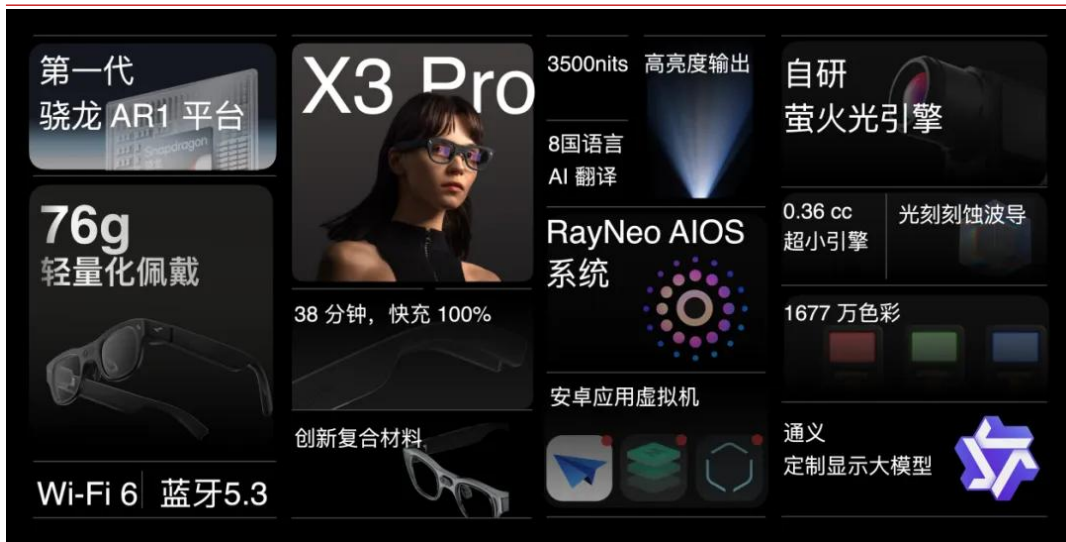 第一代
骁龙 AR1 平台
Snapdragon
76g
轻量化佩戴
Wi-Fi 6
蓝牙5.3
X3 Pro
38 分钟，快充 100%
创新复合材料
3500nits
高亮度输出
8国语言
AI 翻译
RayNeo AIOS
系统
安卓应用虚拟机
自研
萤火光引擎
0.36 cc
超小引擎
光刻刻蚀波导
1677 万色彩
通义
定制显示大模型